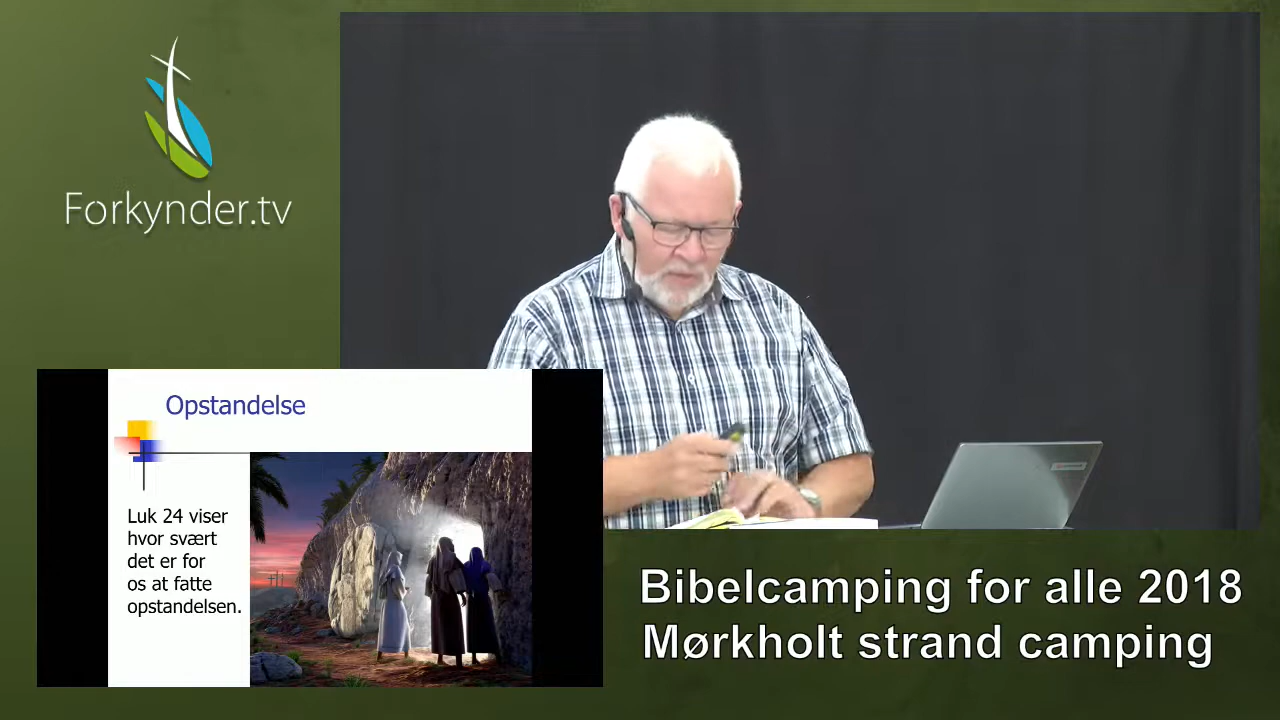 Forkynder.tv
Opstandelse
Luk 24 viser
hvor svært
det er for
os at fatte
opstandelsen.
Bibelcamping for alle 2018
Mørkholt strand camping